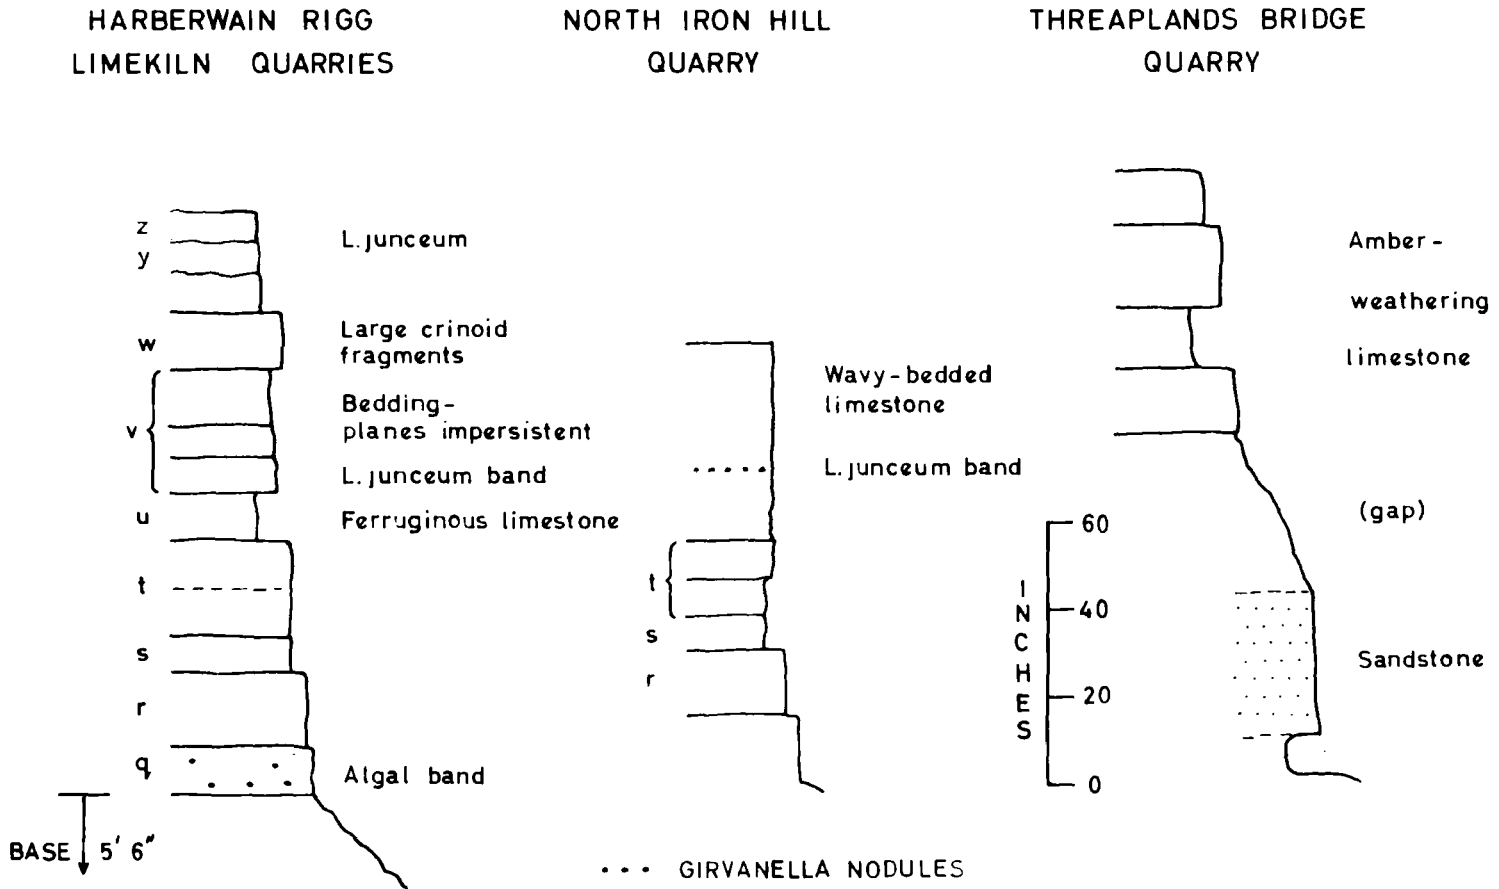 HARBERWAIN RIGG
LIMEKILN QUARRIES
z
y
w
v
u
t
s
r
q
L. junceum
Large crinoid
fragments
Bedding-
planes impersistent
L. junceum band
Ferruginous limestone
Algal band
BASE 5' 6"
NORTH IRON HILL
QUARRY
t
s
r
Wavy-bedded
limestone
L. junceum band
THREAPLANDS BRIDGE
QUARRY
Amber-
weathering
limestone
(gap)
Sandstone
INCHES
60
40
20
0
GIRVANELLA NODULES